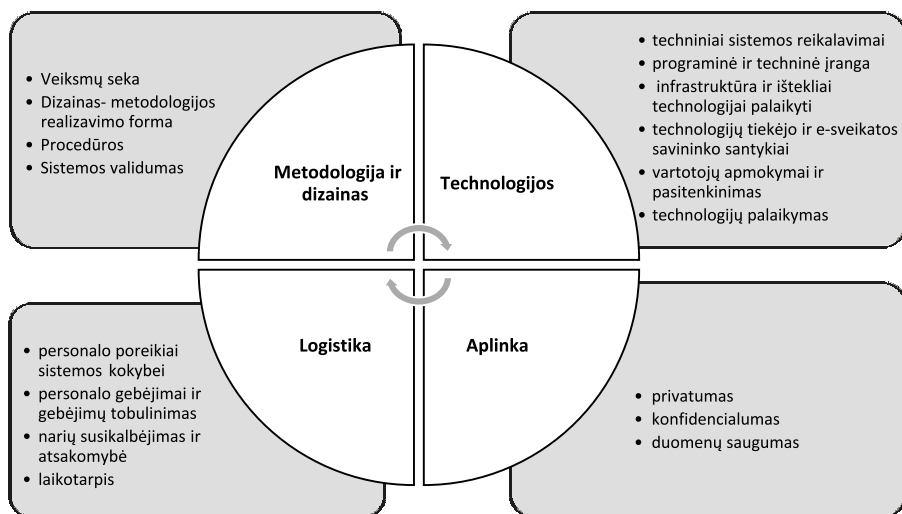 • Veiksmų seka
• Dizainas- metodologijos
realizavimo forma
• Procedūros
• Sistemos validumas
Metodologija ir
dizainas
Technologijos
• techniniai sistemos reikalavimai
• programinė ir techninė įranga
• infrastruktūra ir ištekliai
technologijai palaikyti
• technologijų tiekėjo ir e-sveikatos
savininko santykiai
• vartotojų apmokymai ir
pasitenkinimas
• technologijų palaikymas
• personalo poreikiai
sistemos kokybei
• personalo gebėjimai ir
gebėjimų tobulinimas
• narių susikalbėjimas ir
atsakomybė
• laikotarpis
Logistika
Aplinka
• privatumas
• konfidencialumas
• duomenų saugumas